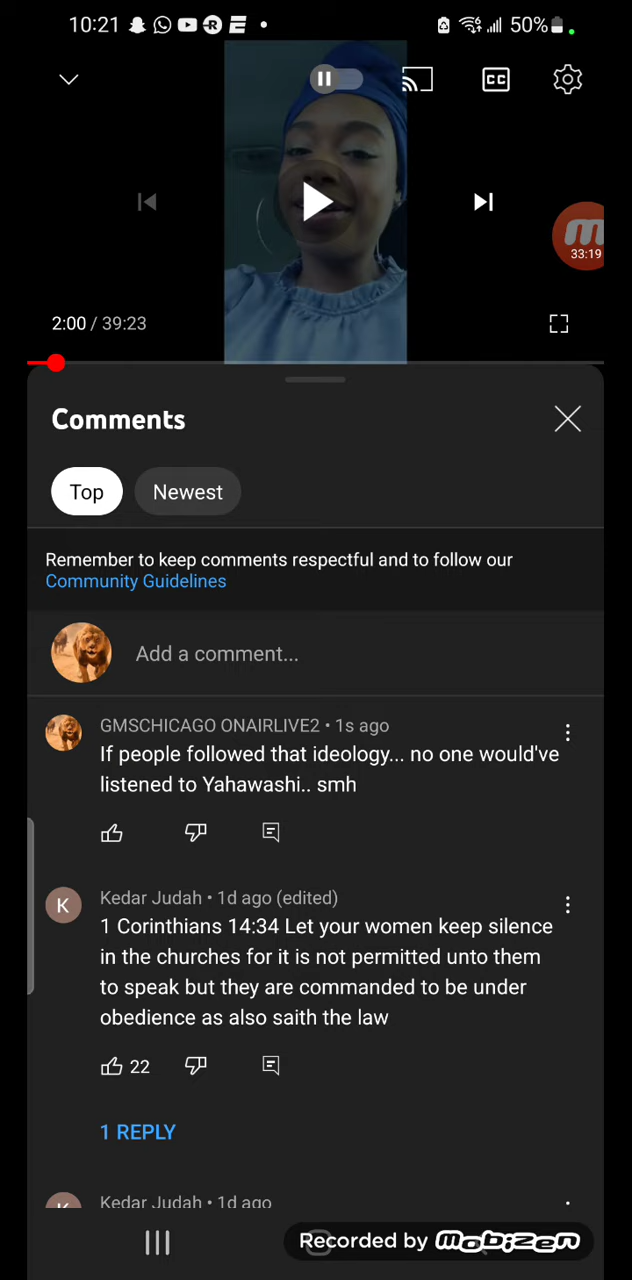 10:21
50%
CC
33:19
2:00 / 39:23
Comments
Top
Newest
Remember to keep comments respectful and to follow our
Community Guidelines
Add a comment...
GMSCHICAGO ONAIRLIVE2 • 1s ago
If people followed that ideology... no one would've
listened to Yahawashi.. smh
K
Kedar Judah • 1d ago (edited)
1 Corinthians 14:34 Let your women keep silence
in the churches for it is not permitted unto them
to speak but they are commanded to be under
obedience as also saith the law
22
1 REPLY
Kedar Judah • 1d ago
Recorded by mobizen